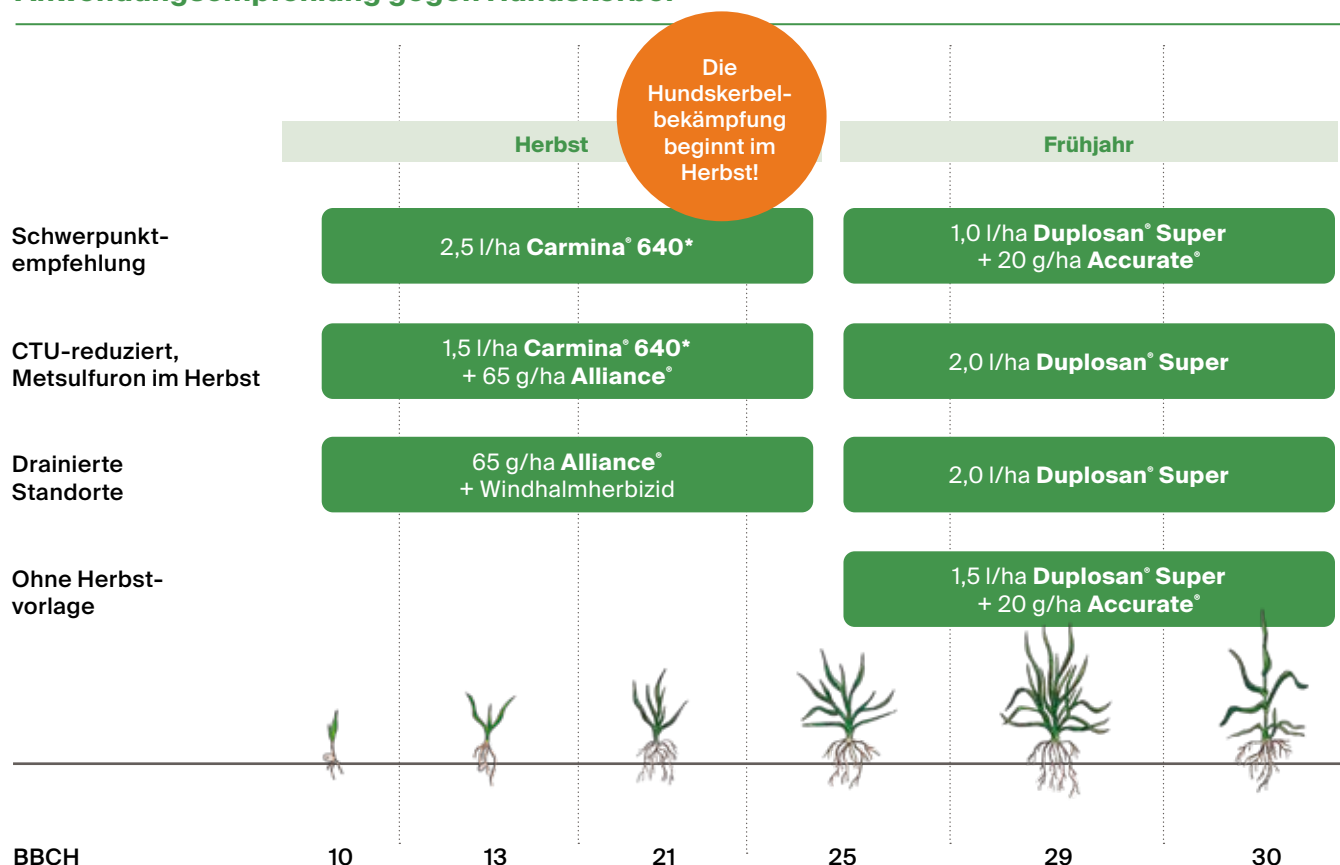 Anwendungsempfehlung gegen Hundskerbel
Die
Hundskerbel-
bekämpfung
beginnt im
Herbst!
Herbst
Frühjahr
Schwerpunkt-
empfehlung
2,5 l/ha Carmina® 640*
1,0 l/ha Duplosan® Super
+ 20 g/ha Accurate®
CTU-reduziert,
Metsulfuron im Herbst
1,5 l/ha Carmina® 640*
+ 65 g/ha Alliance®
2,0 l/ha Duplosan® Super
Drainierte
Standorte
65 g/ha Alliance®
+ Windhalmherbizid
2,0 l/ha Duplosan® Super
Ohne Herbst-
vorlage
1,5 l/ha Duplosan® Super
+ 20 g/ha Accurate®
BBCH 10 13 21 25 29 30